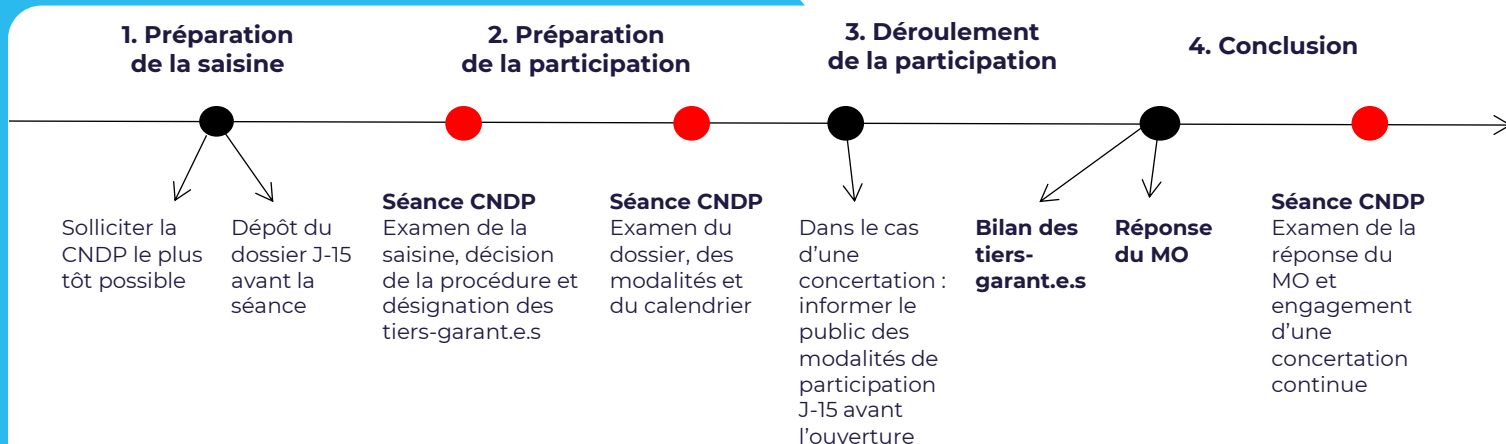 1. Préparation
de la saisine
2. Préparation
de la participation
3. Déroulement
de la participation
4. Conclusion
Solliciter la
CNDP le plus
tôt possible
Dépôt du
dossier J-15
avant la
séance
Séance CNDP
Examen de la
saisine, décision
de la procédure et
désignation des
tiers-garant.e.s
Séance CNDP
Examen du
dossier, des
modalités et
du calendrier
Dans le cas
d’une
concertation :
informer le
public des
modalités de
participation
J-15 avant
l’ouverture
Bilan des
tiers-
garant.e.s
Réponse
du MO
Séance CNDP
Examen de la
réponse du
MO et
engagement
d’une
concertation
continue